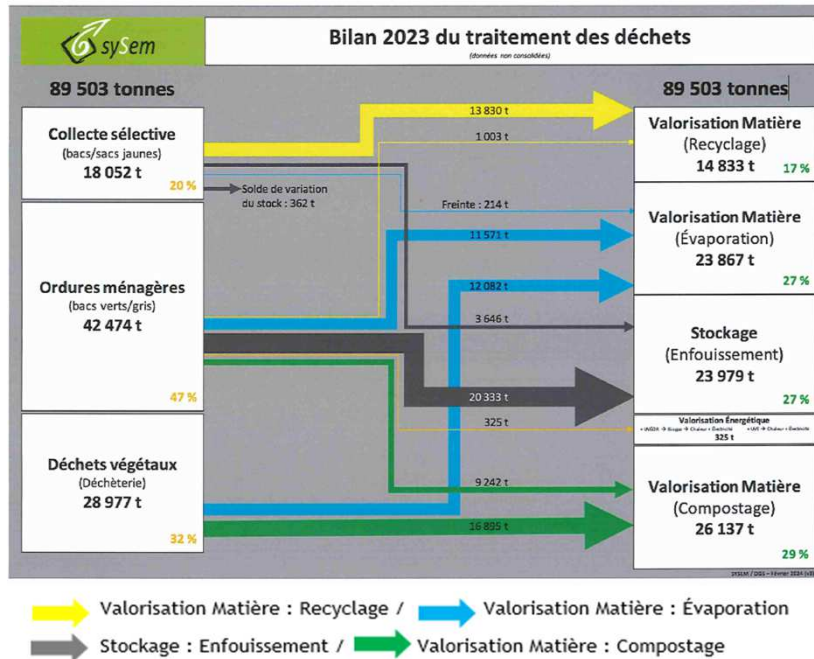 sySem
Bilan 2023 du traitement des déchets
(données non consolidées)
89 503 tonnes
89 503 tonnes
Collecte sélective
(bacs/sacs jaunes)
18 052 t
20 %
Ordures ménagères
(bacs verts/gris)
42 474 t
47 %
Déchets végétaux
(Déchèterie)
28 977 t
32 %
13 830 t
1 003 t
Solde de variation
du stock : 362 t
Freinte : 214 t
11 571 t
12 082 t
3 646 t
20 333 t
325 t
9 242 t
16 895 t
Valorisation Matière
(Recyclage)
14 833 t
17 %
Valorisation Matière
(Évaporation)
23 867 t
27 %
Stockage
(Enfouissement)
23 979 t
27 %
Valorisation Énergétique
325 t
Valorisation Matière
(Compostage)
26 137 t
29 %
Valorisation Matière : Recyclage / Valorisation Matière : Évaporation
Stockage : Enfouissement / Valorisation Matière : Compostage